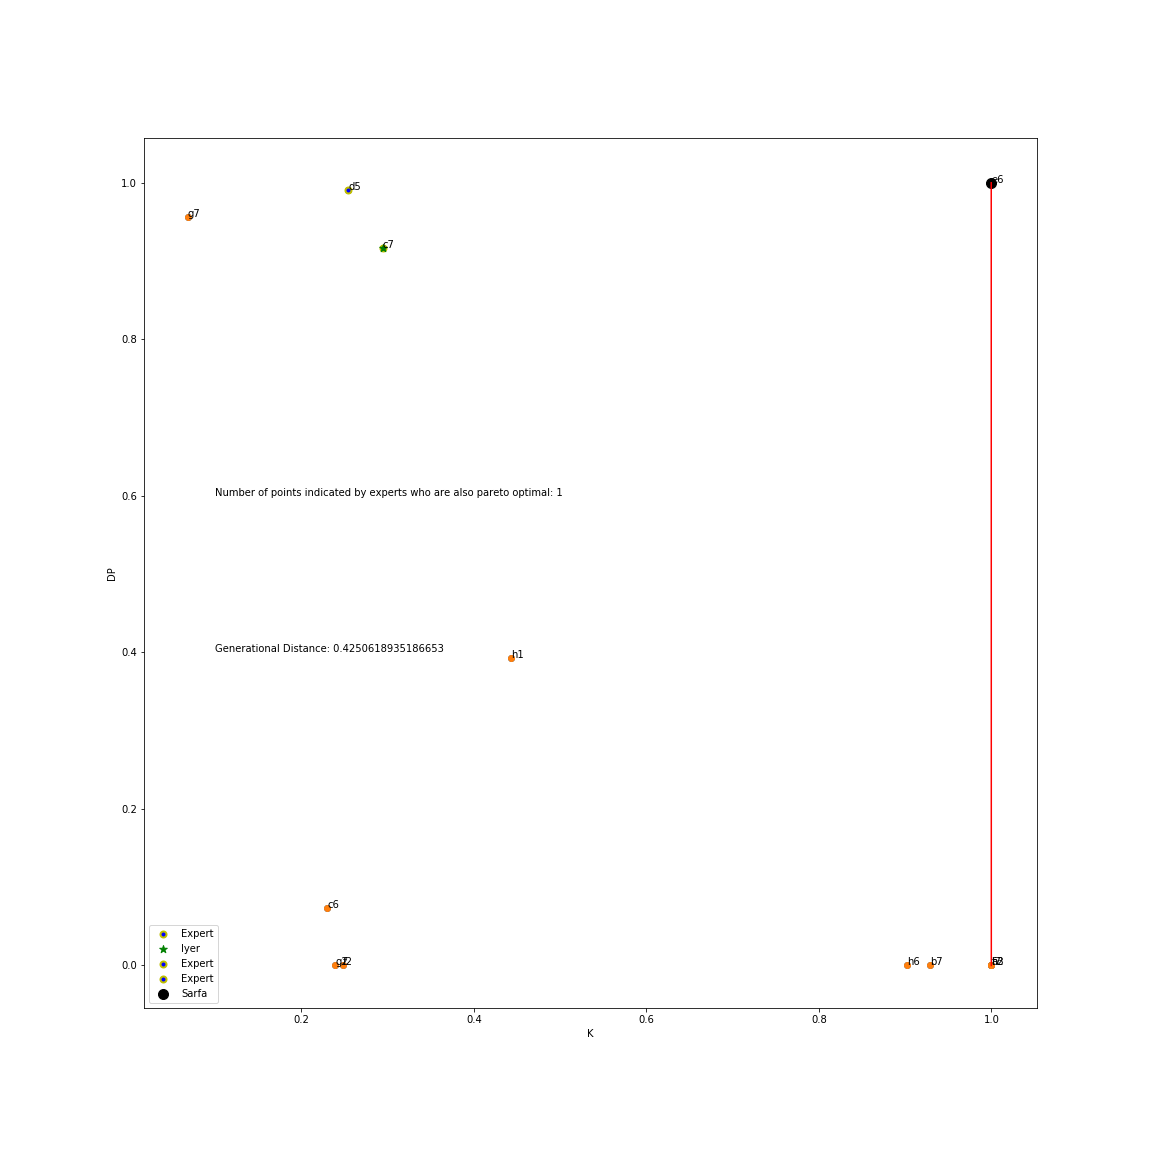 1.0
0.8
0.6
0.4
0.2
0.0
DP
g7
d5
c7
e6
Number of points indicated by experts who are also pareto optimal: 1
Generational Distance: 0.4250618935186653
h1
c6
h6
b7
Expert
Iyer
Expert
Expert
Sarfa
0.2
0.4
0.6
0.8
1.0
K